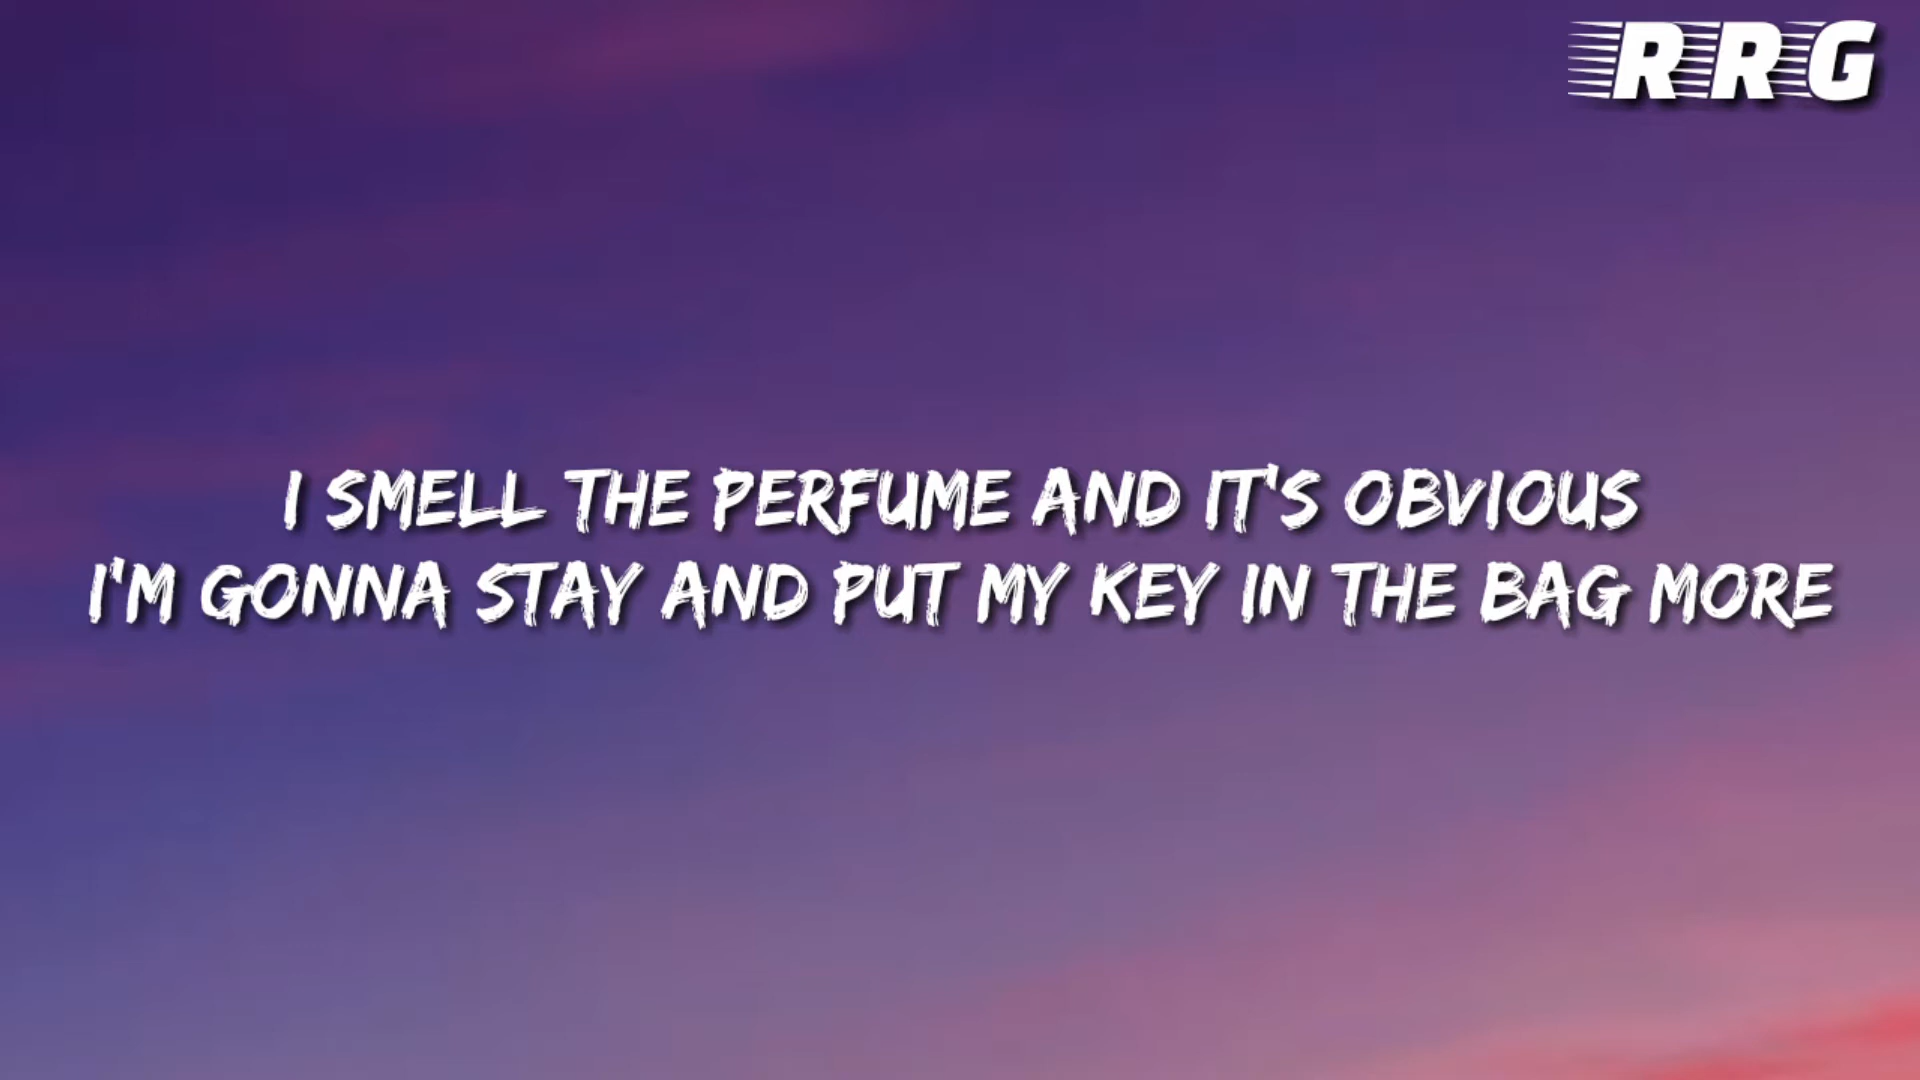 RRG
I SMELL THE PERFUME AND IT'S OBVIOUS
I'M GONNA STAY AND PUT MY KEY IN THE BAG MORE